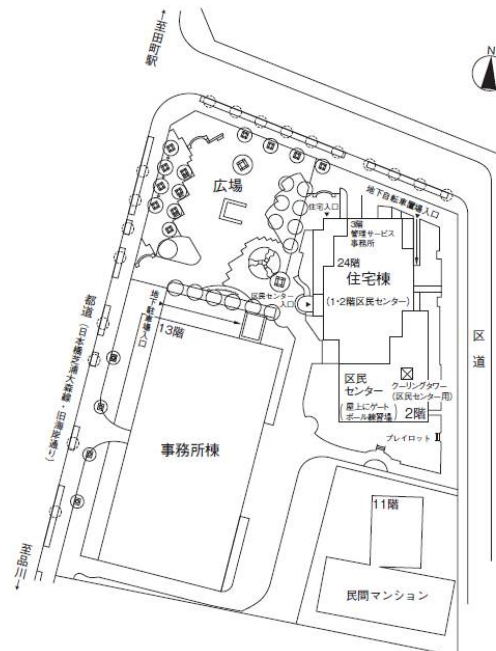 至田町駅
N
広場
地下自転車置場入口
住宅入口
3階
管理サービス
事務所
24階
住宅棟
(1・2階区民センター)
区民センター
入口
地下駐車場入口
13階
都道
(日本橋芝浦大森線・旧海岸通り)
区道
区民
センター
クーリングタワー
(区民センター用)
(屋上にゲート
ボール練習場)
2階
プレイロット
事務所棟
11階
民間マンション
至品川